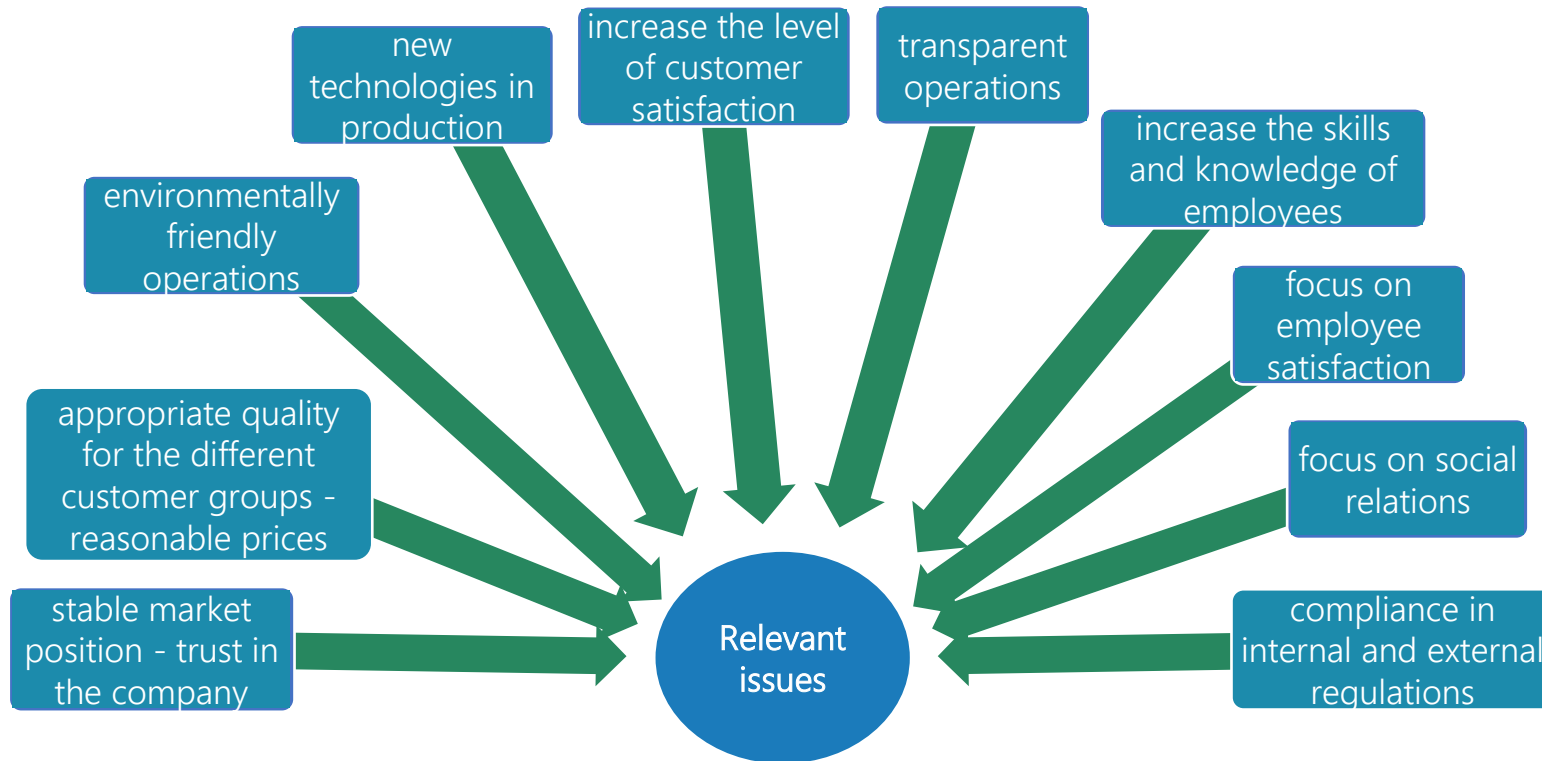 new
technologies in
production
increase the level
of customer
satisfaction
transparent
operations
increase the skills
and knowledge of
employees
environmentally
friendly
operations
focus on
employee
satisfaction
appropriate quality
for the different
customer groups -
reasonable prices
focus on social
relations
stable market
position - trust in
the company
Relevant
issues
compliance in
internal and external
regulations